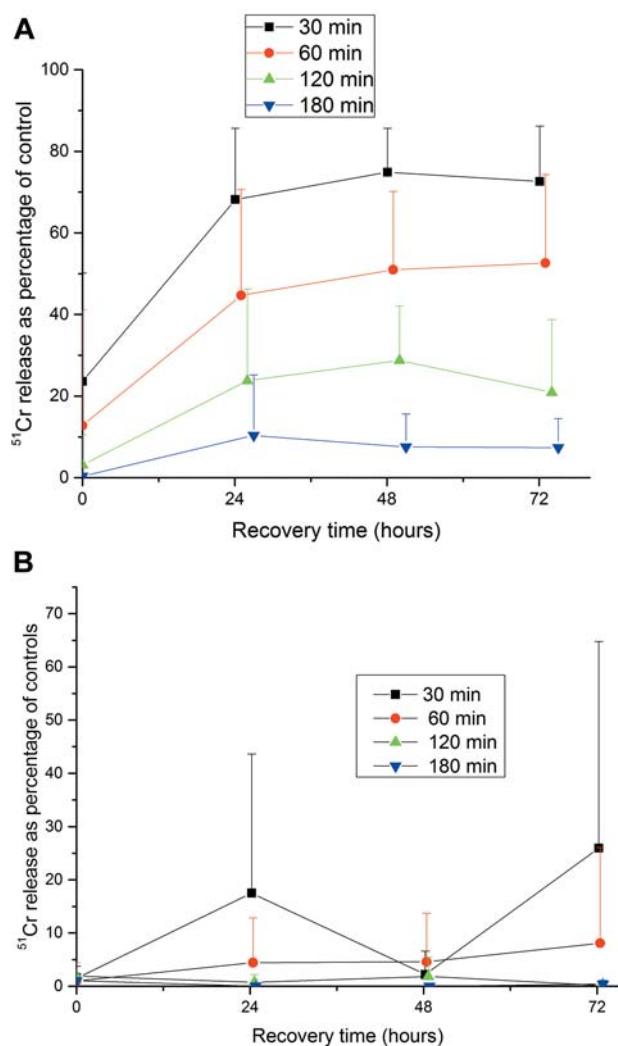 A
30 min
60 min
120 min
180 min
100
80
60
40
20
0
51Cr release as percentage of control
0
24
48
72
Recovery time (hours)
B
70
60
50
40
30
20
10
0
51Cr release as percentage of controls
30 min
60 min
120 min
180 min
0
24
48
72
Recovery time (hours)